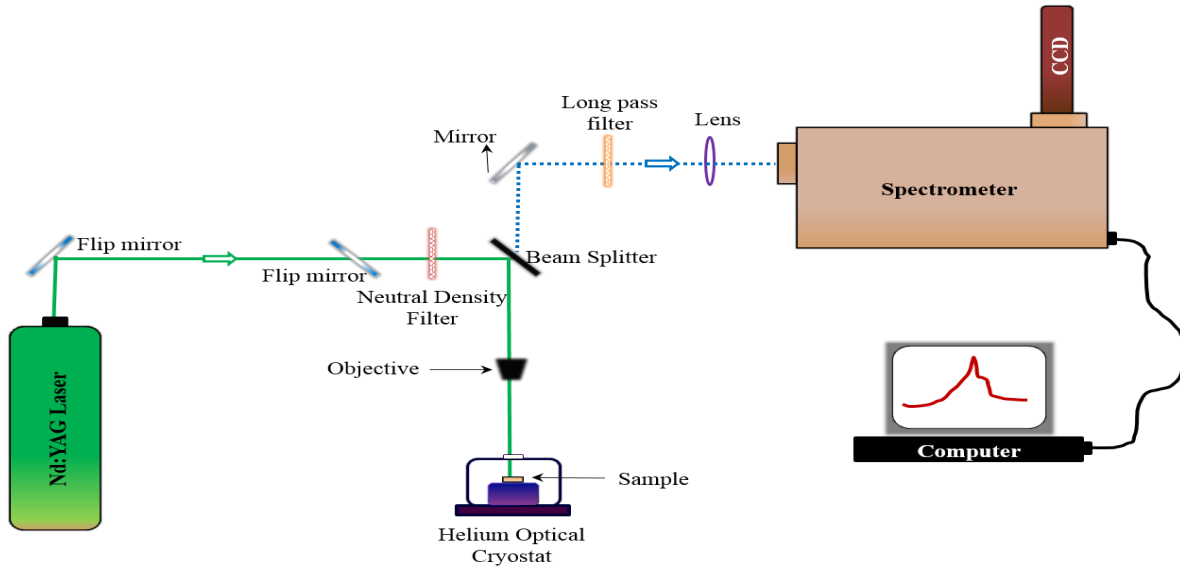 CCD
Long pass
filter
Lens
Mirror
Spectrometer
Flip mirror
Flip mirror
Beam Splitter
Neutral Density
Filter
Objective
Nd:YAG Laser
Computer
Sample
Helium Optical
Cryostat